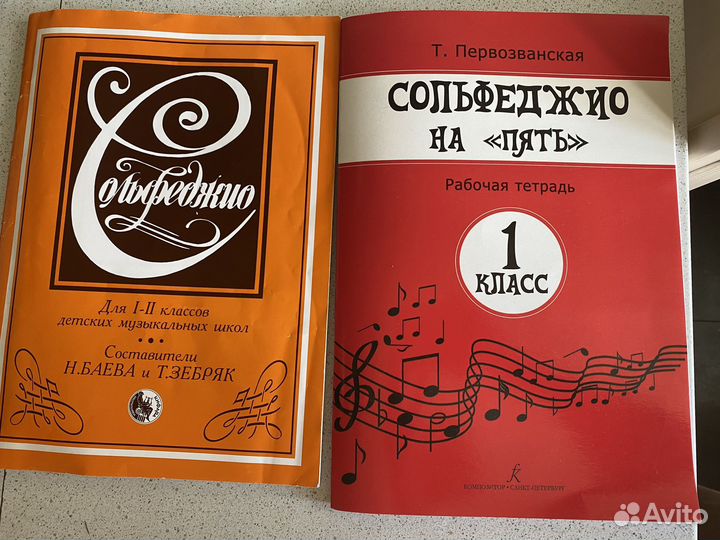 Сольфеджио
Для I-II классов
детских музыкальных школ
Составители
Н.БАЕВА и Т.ЗЕБРЯК
Т. Первозванская
СОЛЬФЕДЖИО
НА «ПЯТЬ»
Рабочая тетрадь
1
КЛАСС
КОМПОЗИТОР • САНКТ-ПЕТЕРБУРГ
Avito